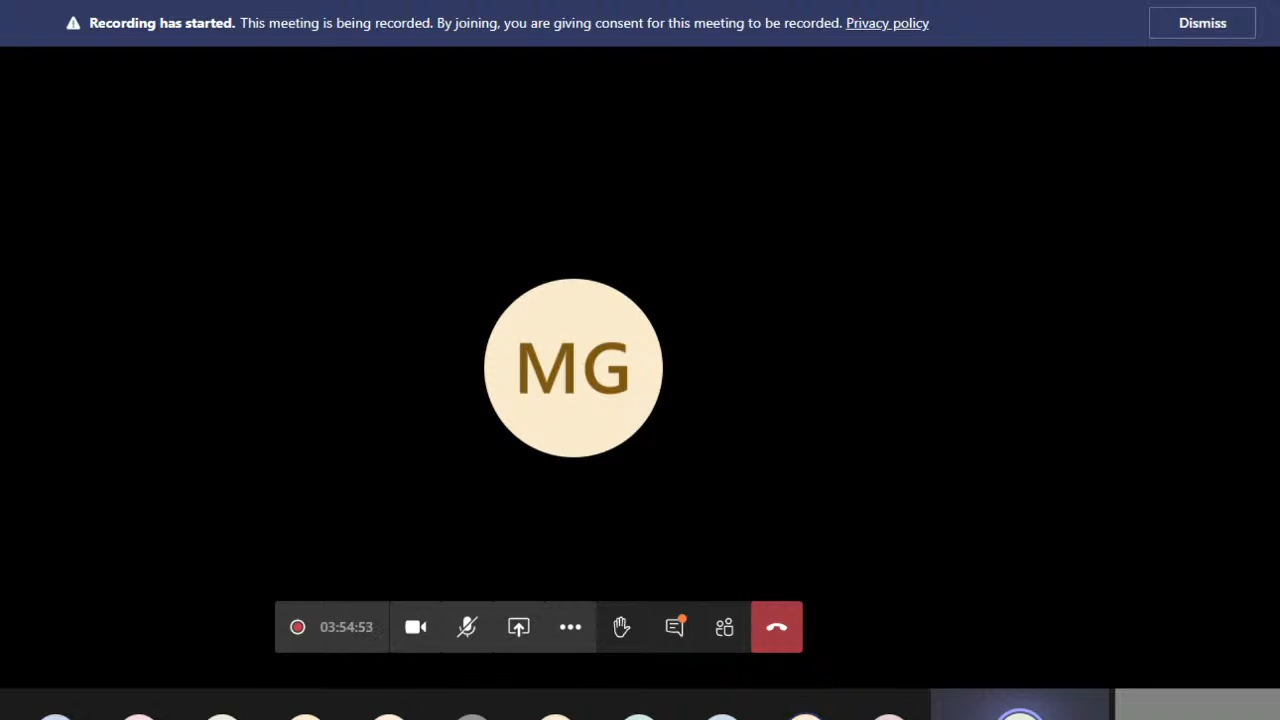 Recording has started. This meeting is being recorded. By joining, you are giving consent for this meeting to be recorded. Privacy policy
Dismiss
MG
03:54:53